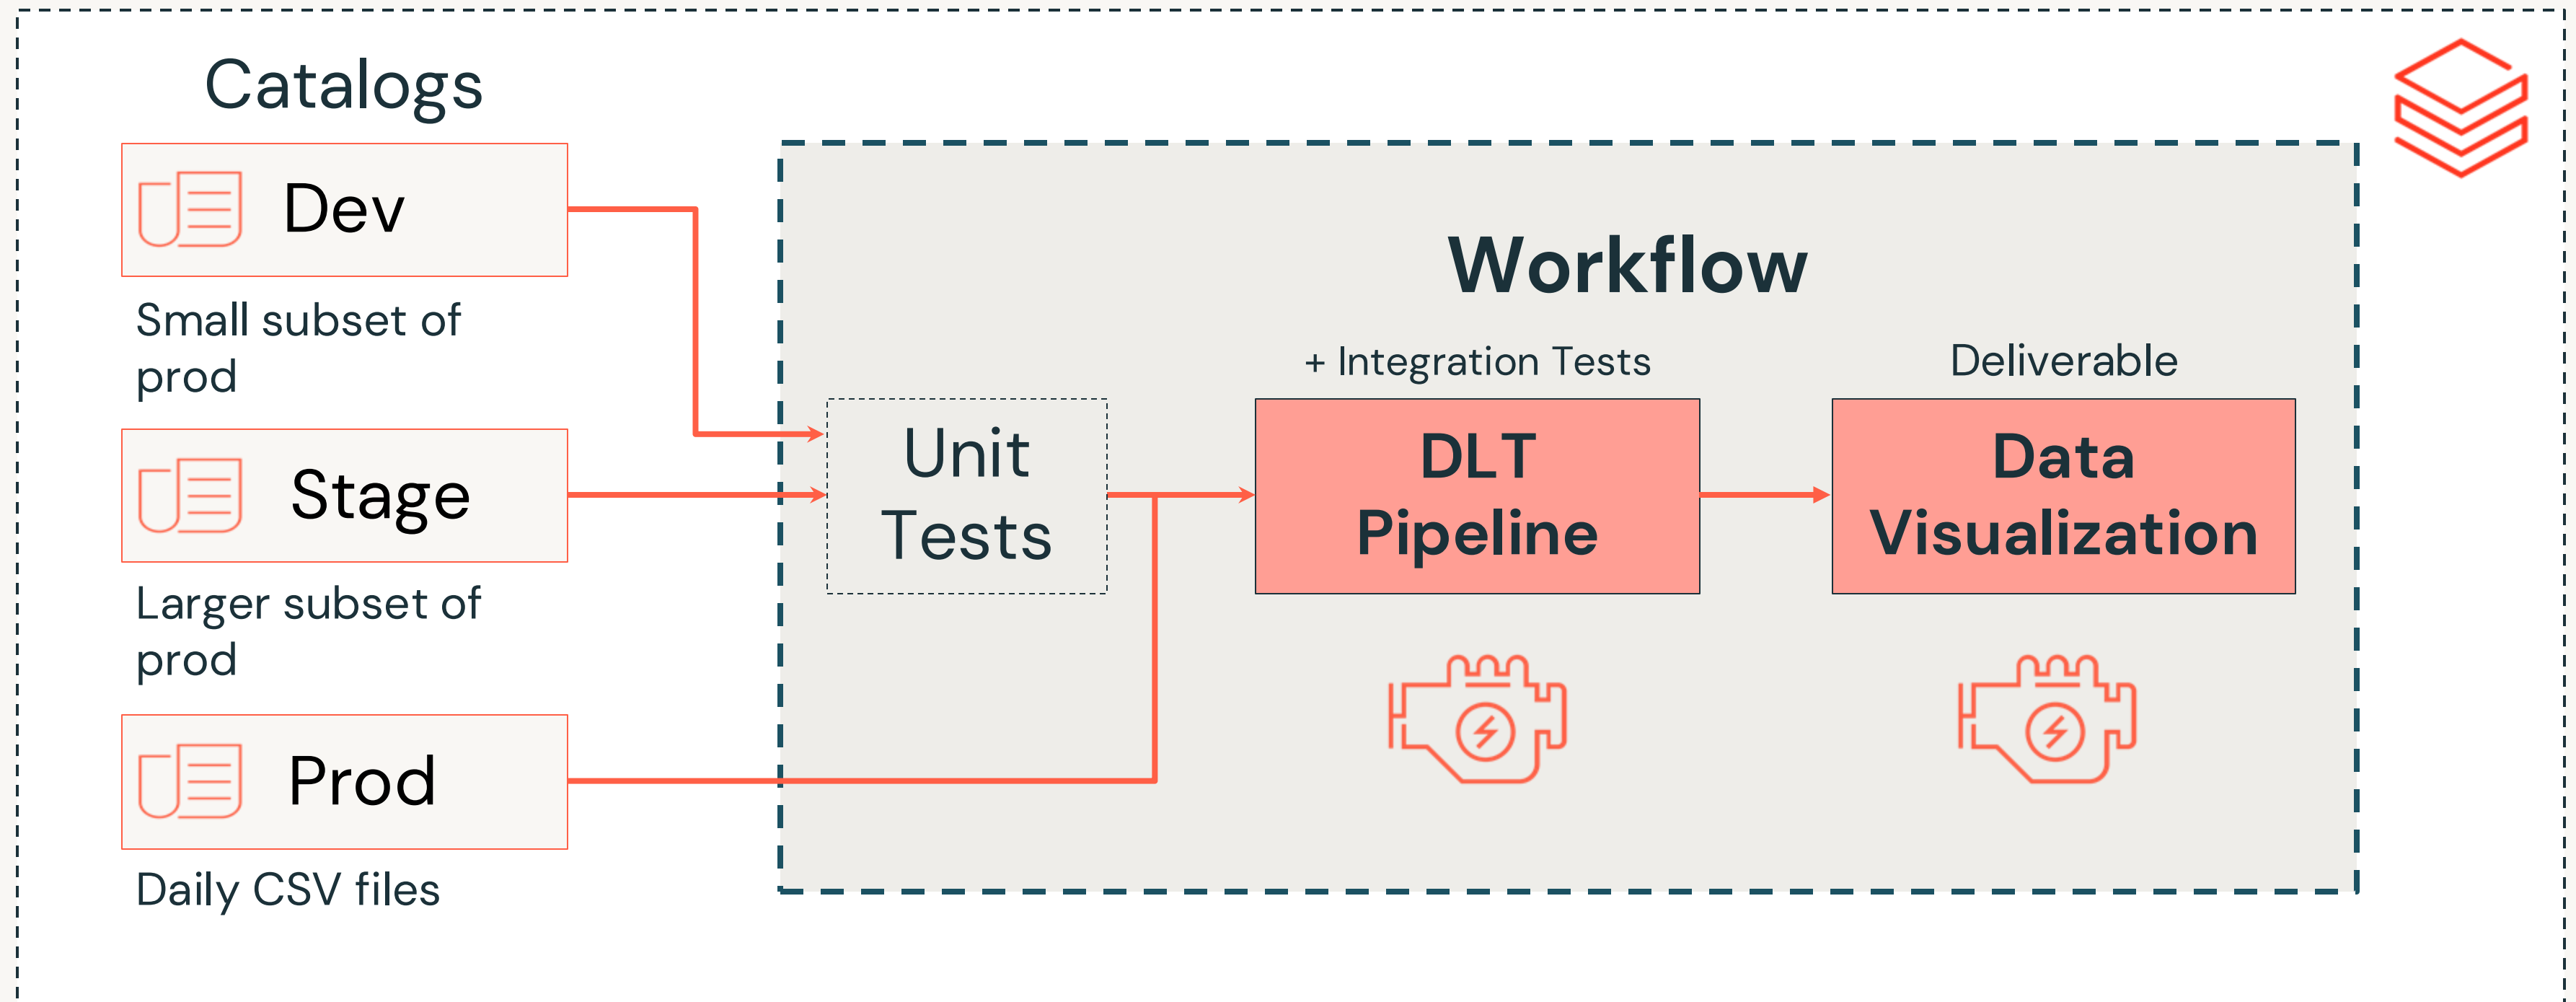 Catalogs
Dev
Small subset of
prod
Stage
Larger subset of
prod
Prod
Daily CSV files
Workflow
Unit
Tests
+ Integration Tests
DLT
Pipeline
Deliverable
Data
Visualization